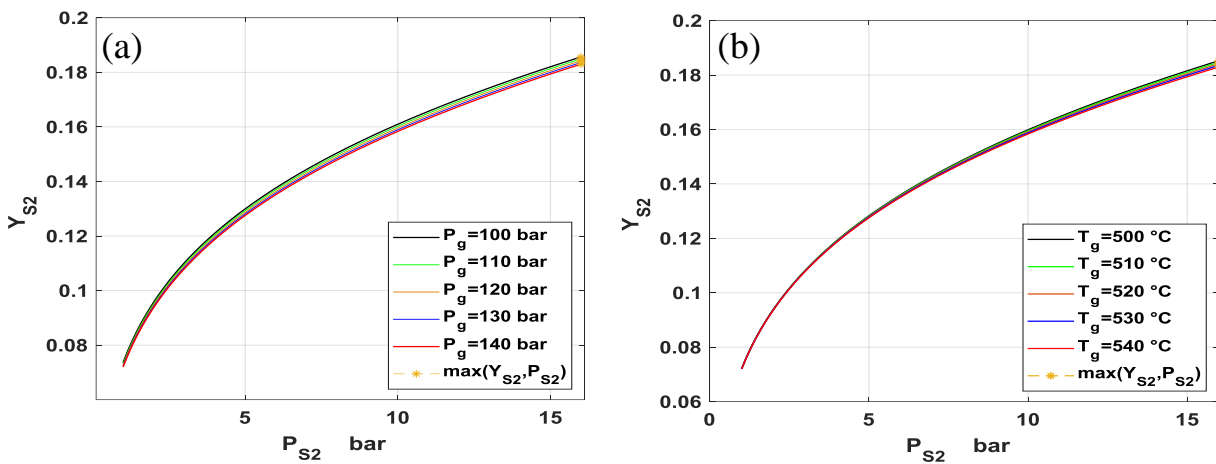 (a)
0.2
0.18
0.16
0.14
0.12
0.1
0.08
Y_S2
5
10
15
P_S2 bar
P_g=100 bar
P_g=110 bar
P_g=120 bar
P_g=130 bar
P_g=140 bar
max(Y_S2,P_S2)
(b)
0.2
0.18
0.16
0.14
0.12
0.1
0.08
0.06
Y_S2
0
5
10
15
P_S2 bar
T_g=500 °C
T_g=510 °C
T_g=520 °C
T_g=530 °C
T_g=540 °C
max(Y_S2,P_S2)